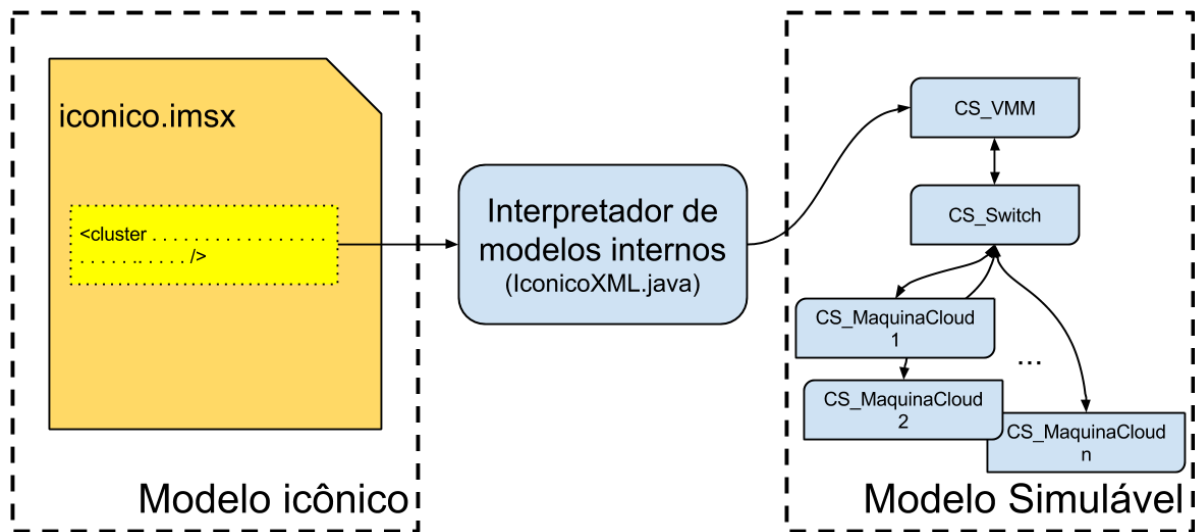 iconico.imsx
<cluster . . . . . . . . . . . . . . . . . .
. . . . . .. . . . . />
Modelo icônico
Interpretador de
modelos internos
(IconicoXML.java)
CS_VMM
CS_Switch
CS_MaquinaCloud
1
...
CS_MaquinaCloud
2
CS_MaquinaCloud
n
Modelo Simulável